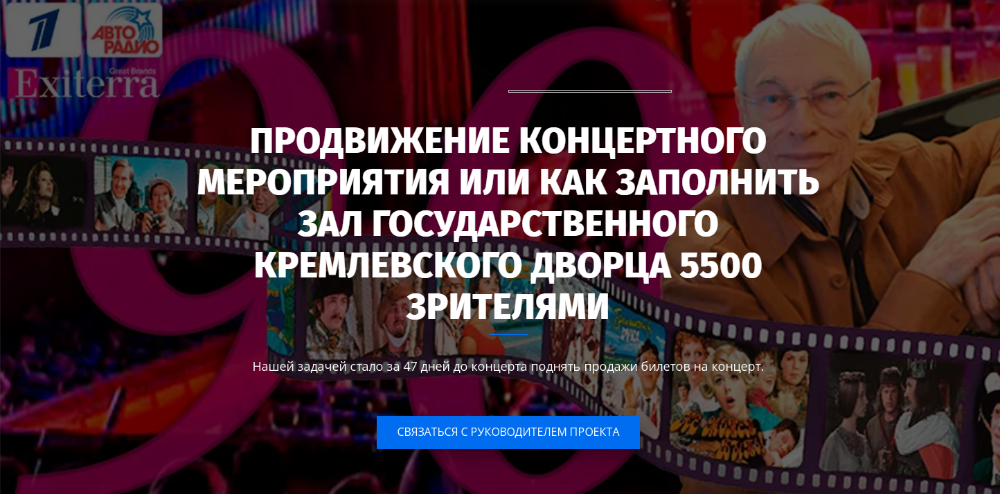 АВТО
РАДИО
Great Brands
Exiterra
ПРОДВИЖЕНИЕ КОНЦЕРТНОГО
МЕРОПРИЯТИЯ ИЛИ КАК ЗАПОЛНИТЬ
ЗАЛ ГОСУДАРСТВЕННОГО
КРЕМЛЕВСКОГО ДВОРЦА 5500
ЗРИТЕЛЯМИ
Нашей задачей стало за 47 дней до концерта поднять продажи билетов на концерт.
СВЯЗАТЬСЯ С РУКОВОДИТЕЛЕМ ПРОЕКТА